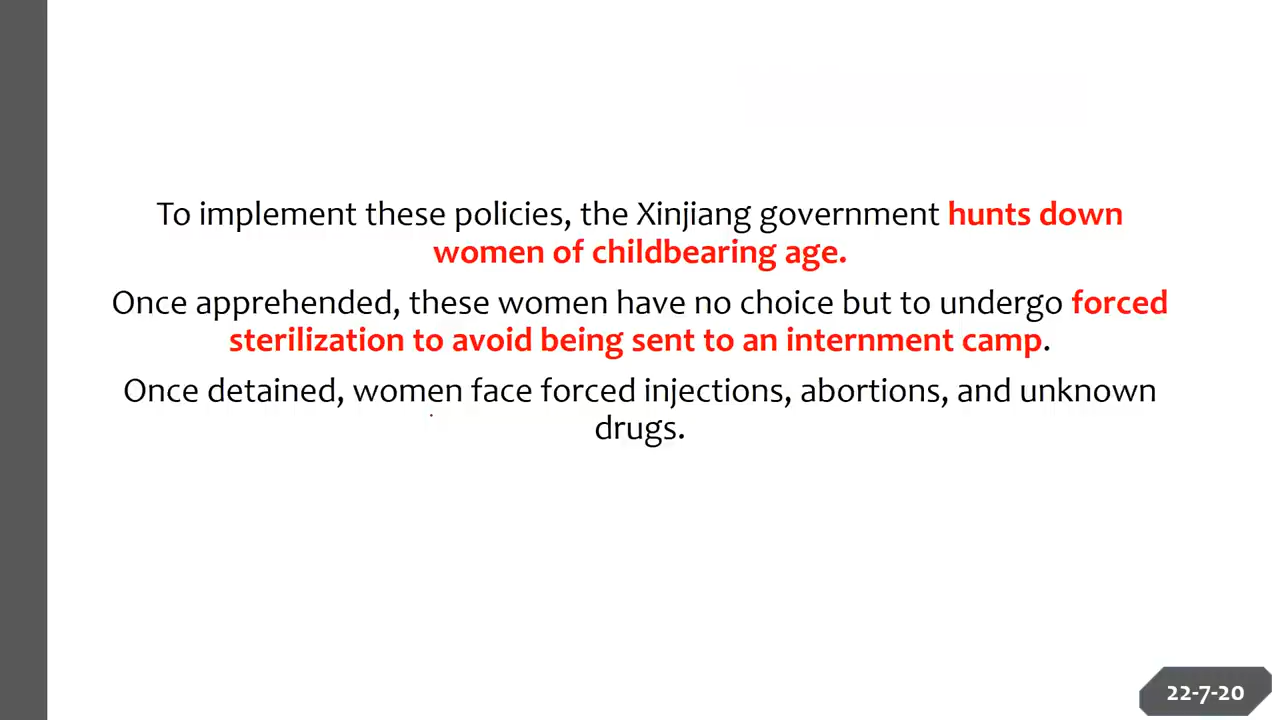 To implement these policies, the Xinjiang government hunts down
women of childbearing age.
Once apprehended, these women have no choice but to undergo forced
sterilization to avoid being sent to an internment camp.
Once detained, women face forced injections, abortions, and unknown
drugs.
22-7-20